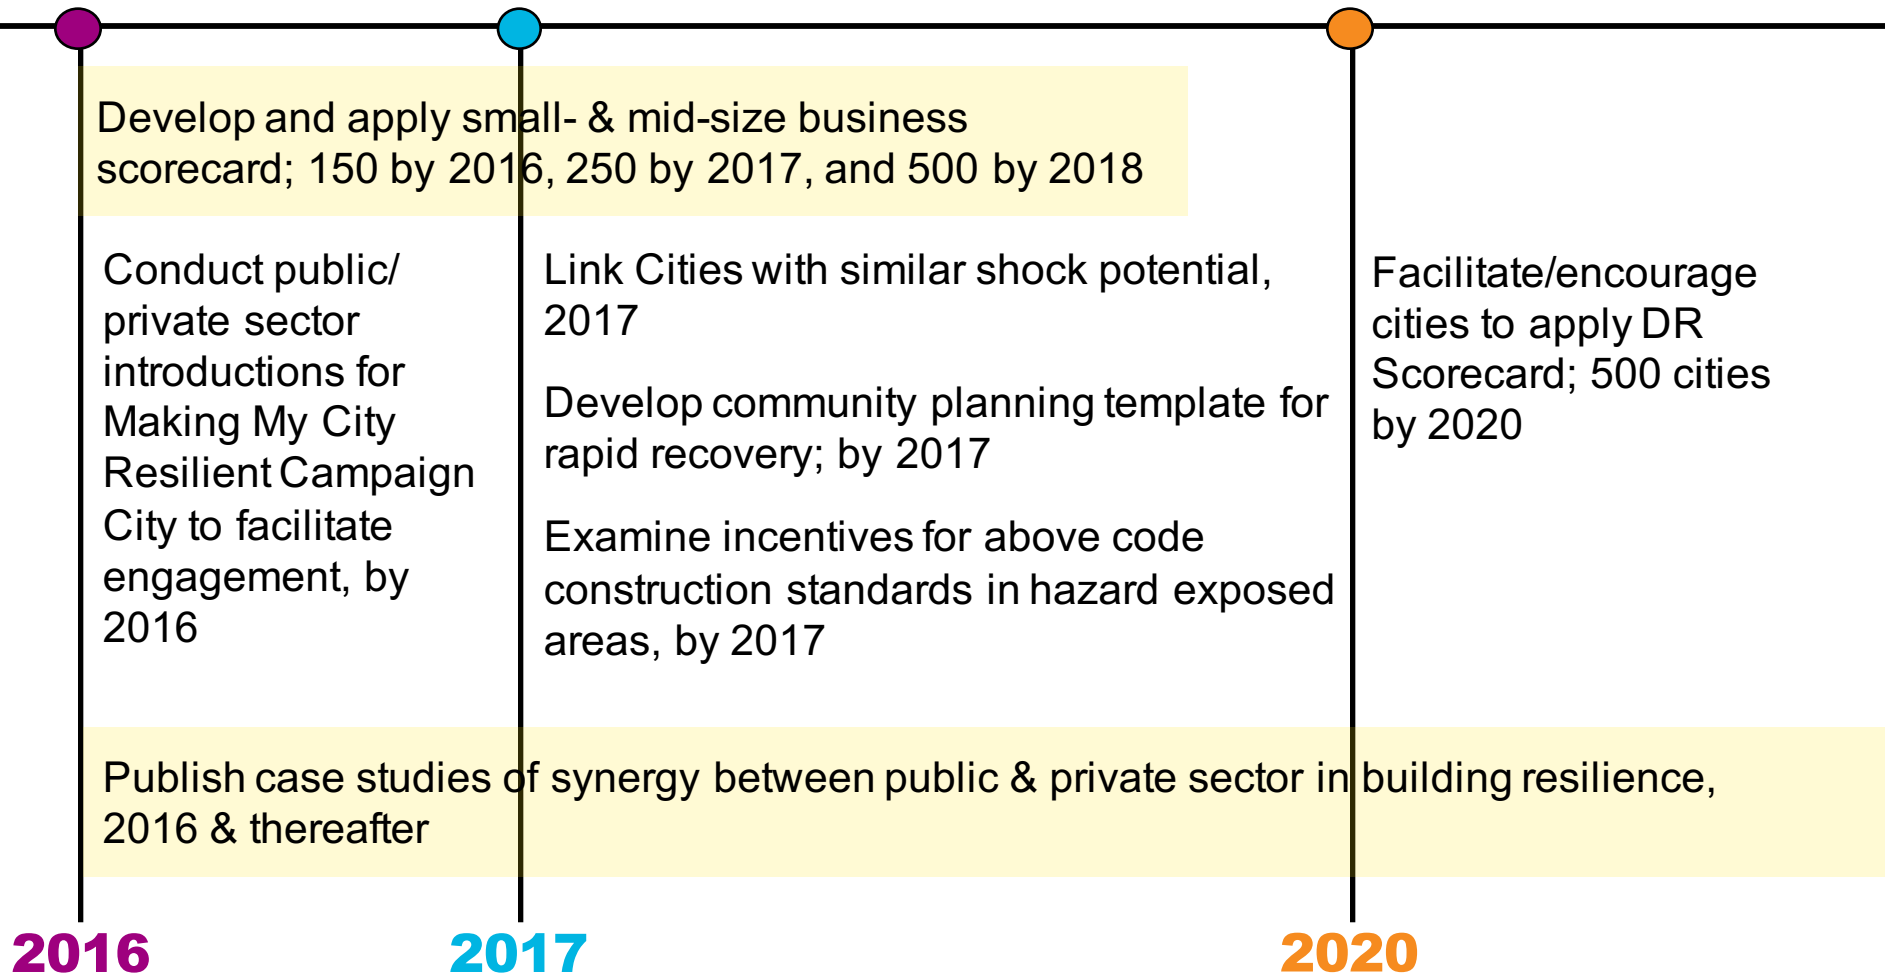 Develop and apply small- & mid-size business
scorecard; 150 by 2016, 250 by 2017, and 500 by 2018
Conduct public/
private sector
introductions for
Making My City
Resilient Campaign
City to facilitate
engagement, by
2016
Link Cities with similar shock potential,
2017
Develop community planning template for
rapid recovery; by 2017
Examine incentives for above code
construction standards in hazard exposed
areas, by 2017
Facilitate/encourage
cities to apply DR
Scorecard; 500 cities
by 2020
Publish case studies of synergy between public & private sector in building resilience,
2016 & thereafter
2016
2017
2020